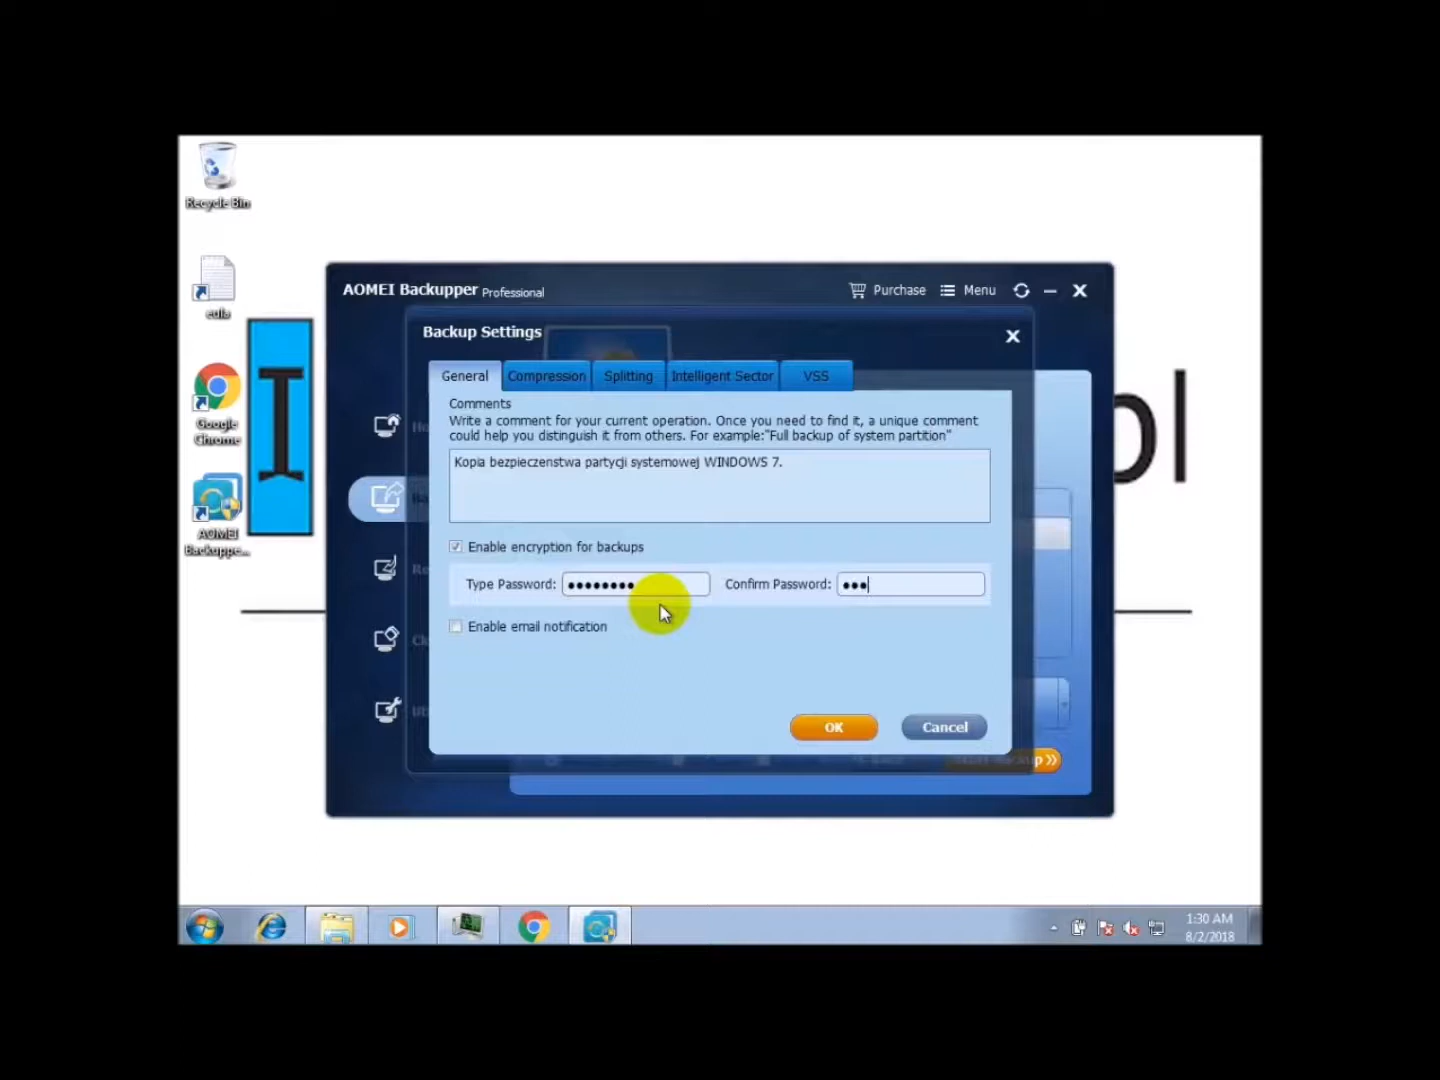 Recycle Bin
eula
Google
Chrome
AOMEI
Backuppe...
pl
AOMEI Backupper Professional
Purchase
Menu
Backup Settings
General
Compression
Splitting
Intelligent Sector
VSS
Comments
Write a comment for your current operation. Once you need to find it, a unique comment
could help you distinguish it from others. For example:"Full backup of system partition"
Kopia bezpieczenstwa partycji systemowej WINDOWS 7.
Enable encryption for backups
Type Password: ●●●●●●●●
Confirm Password: ●●●
Enable email notification
OK
Cancel
1:30 AM
8/2/2018